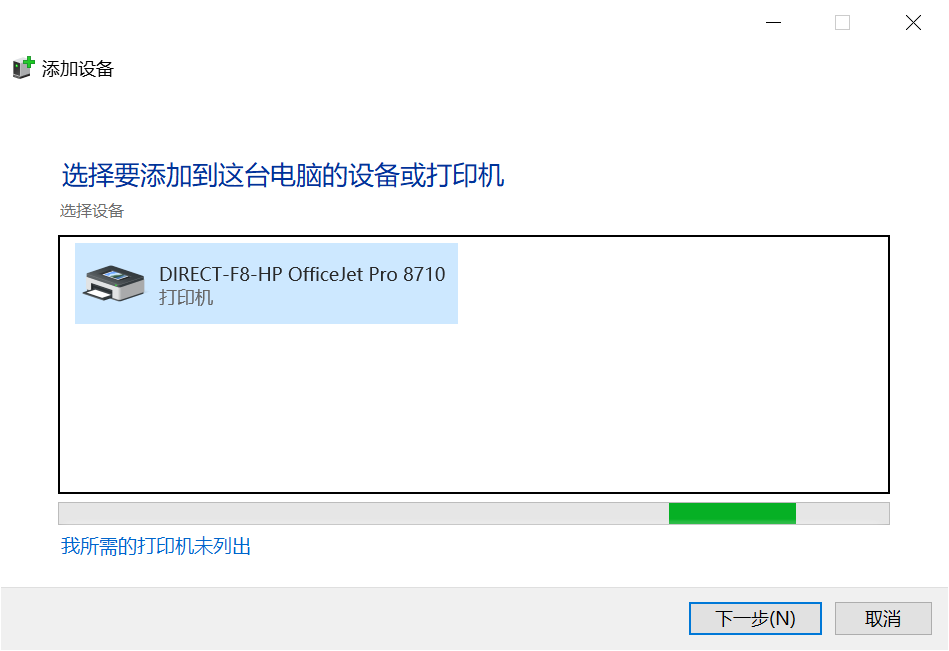 添加设备
选择要添加到这台电脑的设备或打印机
选择设备
DIRECT-F8-HP OfficeJet Pro 8710
打印机
我所需的打印机未列出
下一步(N)
取消